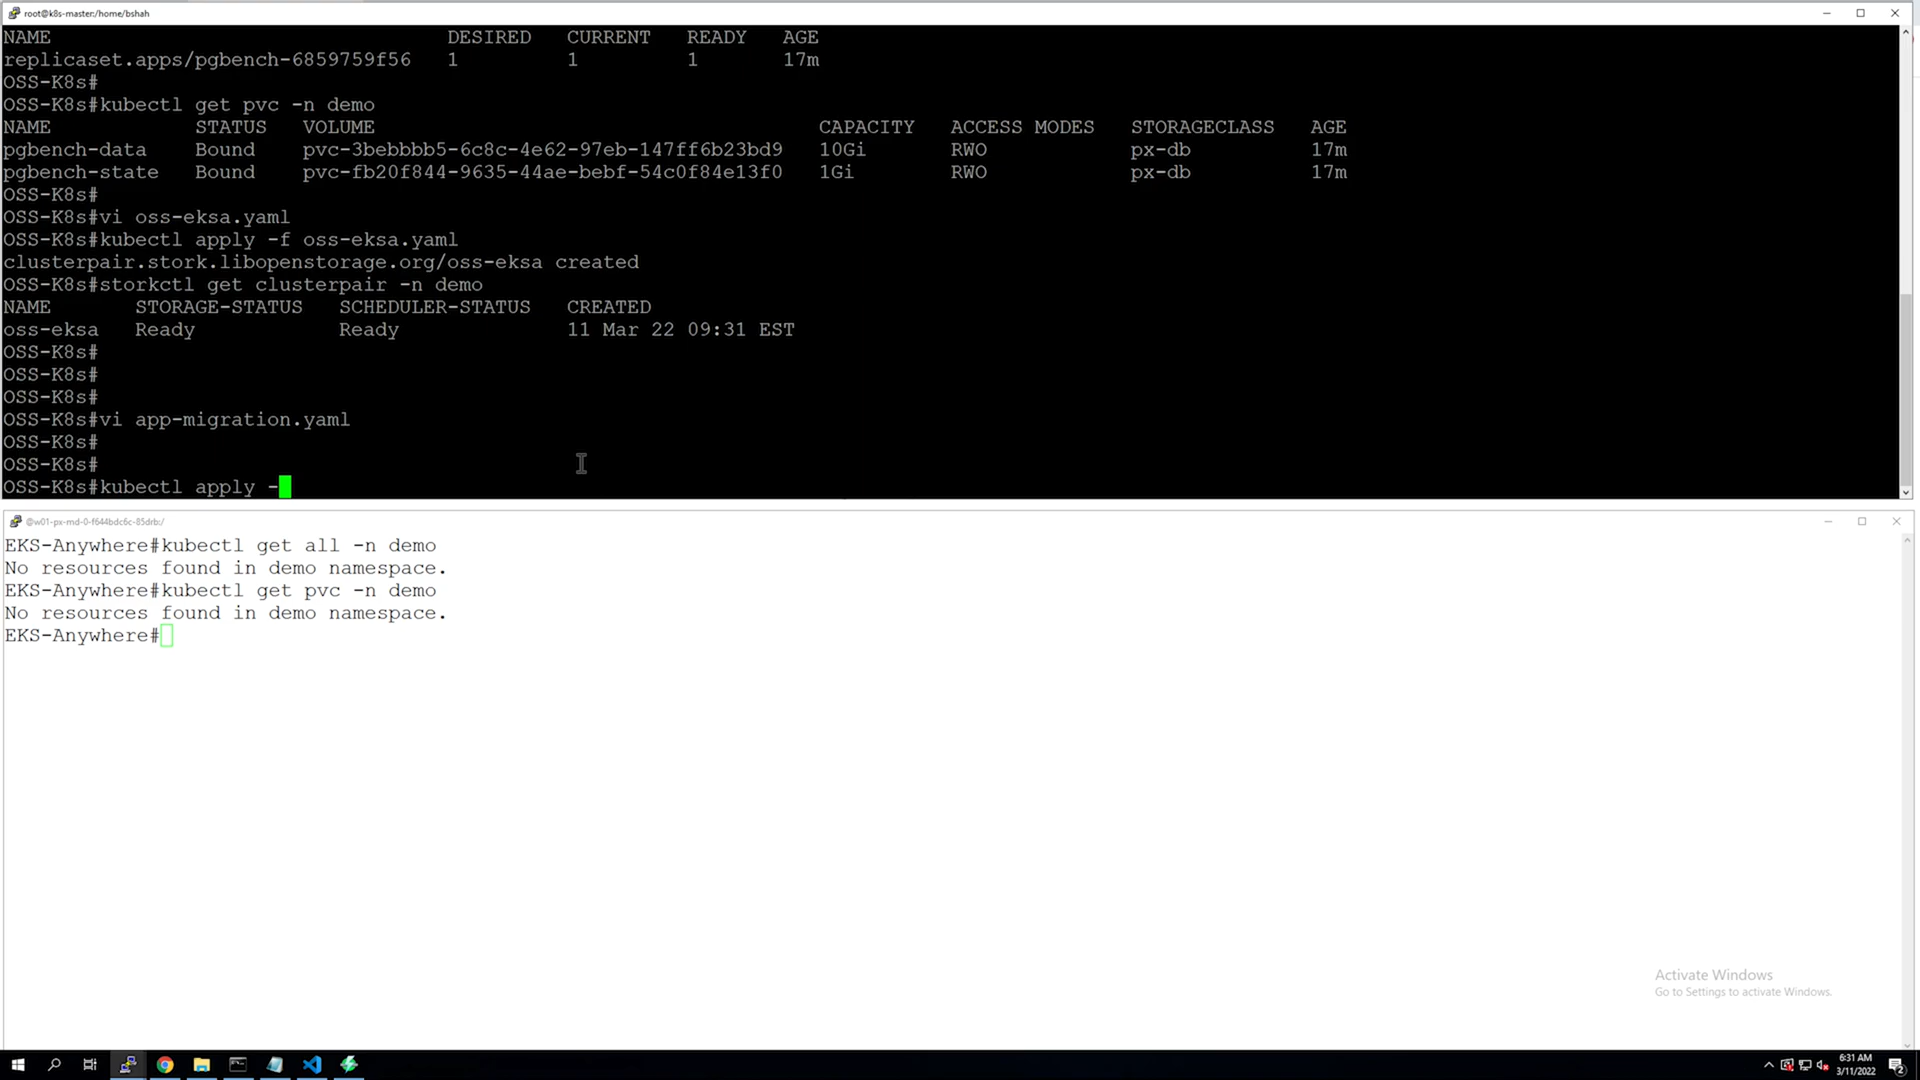 root@k8s-master:/home/bshah
NAME DESIRED CURRENT READY AGE
replicaset.apps/pgbench-6859759f56 1 1 1 17m
OSS-K8s#
OSS-K8s#kubectl get pvc -n demo
NAME STATUS VOLUME CAPACITY ACCESS MODES STORAGECLASS AGE
pgbench-data Bound pvc-3bebbbb5-6c8c-4e62-97eb-147ff6b23bd9 10Gi RWO px-db 17m
pgbench-state Bound pvc-fb20f844-9635-44ae-bebf-54c0f84e13f0 1Gi RWO px-db 17m
OSS-K8s#
OSS-K8s#vi oss-eksa.yaml
OSS-K8s#kubectl apply -f oss-eksa.yaml
clusterpair.stork.libopenstorage.org/oss-eksa created
OSS-K8s#storkctl get clusterpair -n demo
NAME STORAGE-STATUS SCHEDULER-STATUS CREATED
oss-eksa Ready Ready 11 Mar 22 09:31 EST
OSS-K8s#
OSS-K8s#
OSS-K8s#
OSS-K8s#vi app-migration.yaml
OSS-K8s#
OSS-K8s#
OSS-K8s#kubectl apply -
@w01-px-md-0-f644bdc6c-85drb:/
EKS-Anywhere#kubectl get all -n demo
No resources found in demo namespace.
EKS-Anywhere#kubectl get pvc -n demo
No resources found in demo namespace.
EKS-Anywhere#
Activate Windows
Go to Settings to activate Windows.
6:31 AM
3/11/2022
2